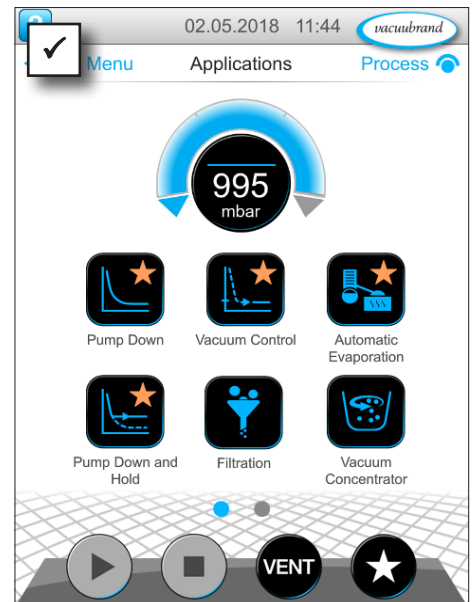 02.05.2018 11:44 vacuubrand
Menu Applications Process
995
mbar
Pump Down Vacuum Control Automatic
Evaporation
Pump Down and
Hold
Filtration
Vacuum
Concentrator
VENT